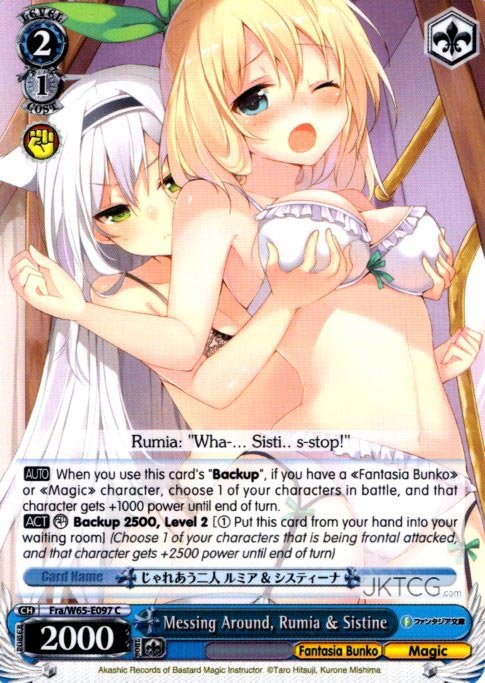 LEVEL
2
1
COST
Rumia: "Wha-... Sisti.. s-stop!"
AUTO When you use this card's "Backup", if you have a «Fantasia Bunko»
or «Magic» character, choose 1 of your characters in battle, and that
character gets +1000 power until end of turn.
ACT Backup 2500, Level 2 [① Put this card from your hand into your
waiting room] (Choose 1 of your characters that is being frontal attacked,
and that character gets +2500 power until end of turn)
Card Name じゃれあう二人 ルミア & システィーナ
JKTCG.com
CH Fra/W65-E097 C
Messing Around, Rumia & Sistine
ファンタジア文庫
POWER
2000
SOUL
Fantasia Bunko
Magic
Akashic Records of Bastard Magic Instructor ©Taro Hitsuji, Kurone Mishima